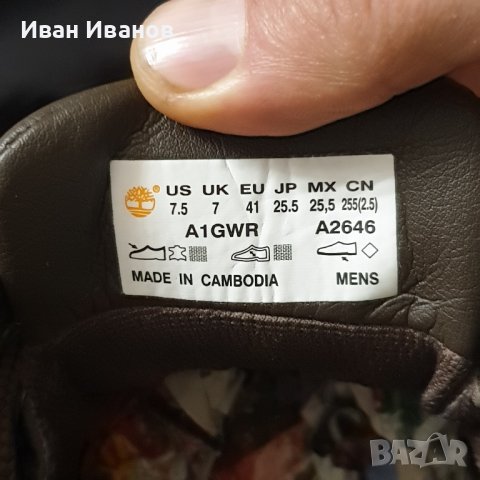 Иван Иванов
US UK EU JP MX CN
7.5 7 41 25.5 25,5 255(2.5)
A1GWR A2646
MADE IN CAMBODIA MENS
BAZAR